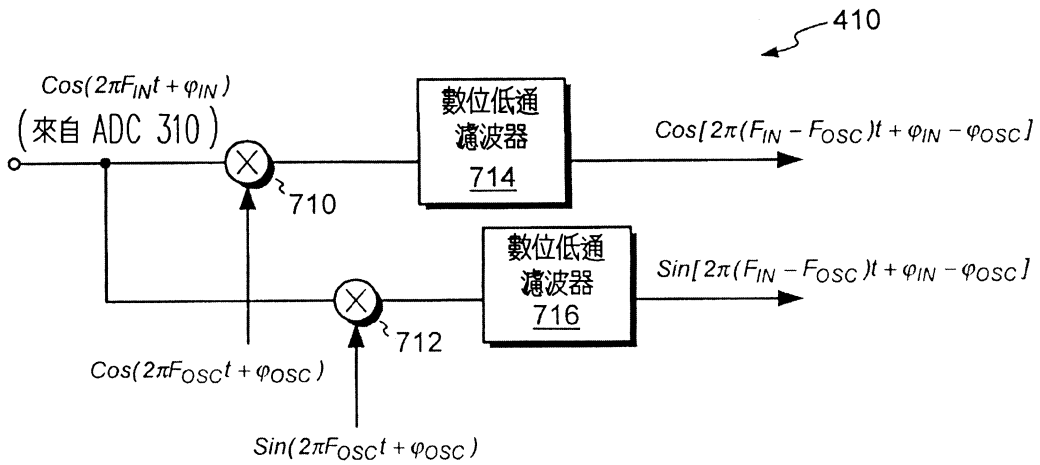 410
Cos(2πF_IN t + φ_IN)
(來自 ADC 310)
數位低通
濾波器
714
Cos[2π(F_IN − F_OSC)t + φ_IN − φ_OSC]
710
數位低通
濾波器
716
Sin[2π(F_IN − F_OSC)t + φ_IN − φ_OSC]
712
Cos(2πF_OSC t + φ_OSC)
Sin(2πF_OSC t + φ_OSC)